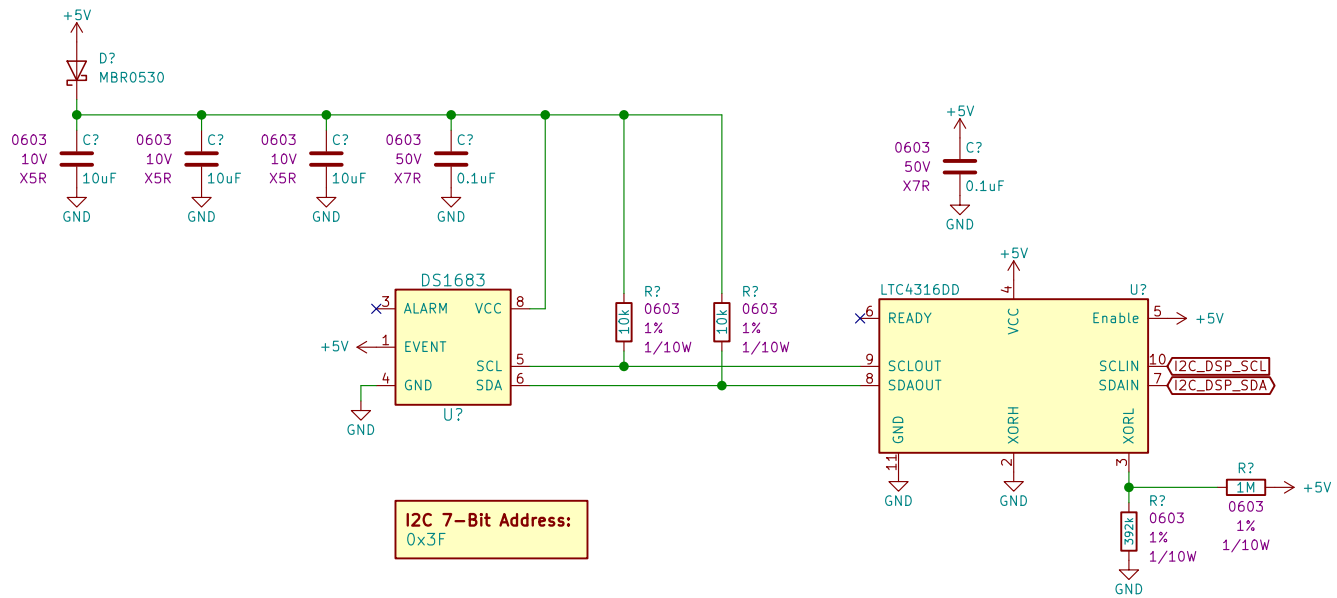 +5V
D?
MBR0530
0603
10V
X5R
C?
10uF
GND
0603
10V
X5R
C?
10uF
GND
0603
10V
X5R
C?
10uF
GND
0603
50V
X7R
C?
0.1uF
GND
+5V
0603
50V
X7R
C?
0.1uF
GND
DS1683
3
ALARM
VCC
8
+5V
1
EVENT
SCL
5
4
GND
SDA
6
U?
GND
10k
R?
0603
1%
1/10W
10k
R?
0603
1%
1/10W
+5V
4
LTC4316DD
U?
VCC
6
READY
Enable
5
+5V
9
SCLOUT
SCLIN
10
I2C_DSP_SCL
8
SDAOUT
SDAIN
7
I2C_DSP_SDA
GND
XORH
XORL
11
2
3
GND
GND
R?
1M
+5V
0603
1%
1/10W
R?
392k
0603
1%
1/10W
GND
I2C 7-Bit Address:
0x3F